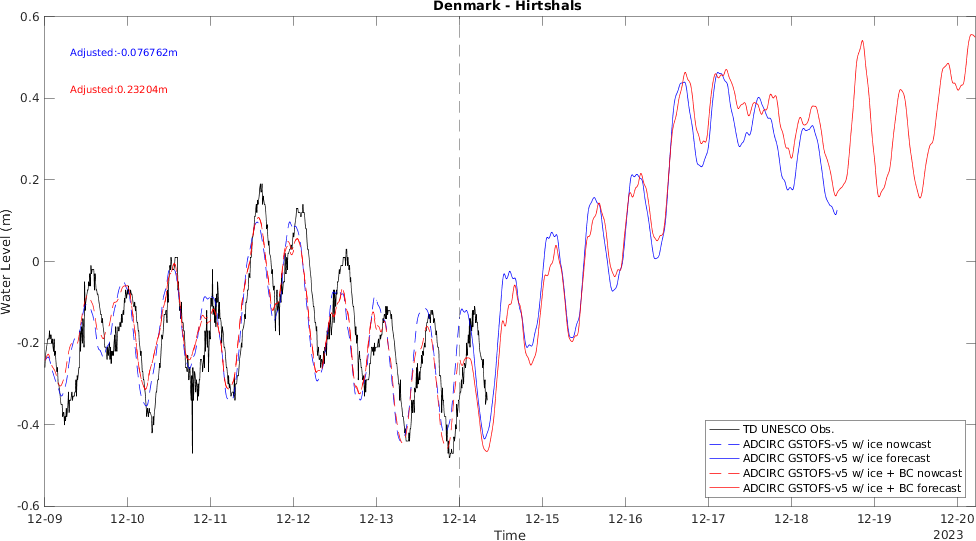 Denmark - Hirtshals
0.6
Adjusted:-0.076762m
Adjusted:0.23204m
0.4
0.2
0
-0.2
-0.4
-0.6
Water Level (m)
TD UNESCO Obs.
ADCIRC GSTOFS-v5 w/ ice nowcast
ADCIRC GSTOFS-v5 w/ ice forecast
ADCIRC GSTOFS-v5 w/ ice + BC nowcast
ADCIRC GSTOFS-v5 w/ ice + BC forecast
12-09 12-10 12-11 12-12 12-13 12-14 12-15 12-16 12-17 12-18 12-19 12-20
Time
2023